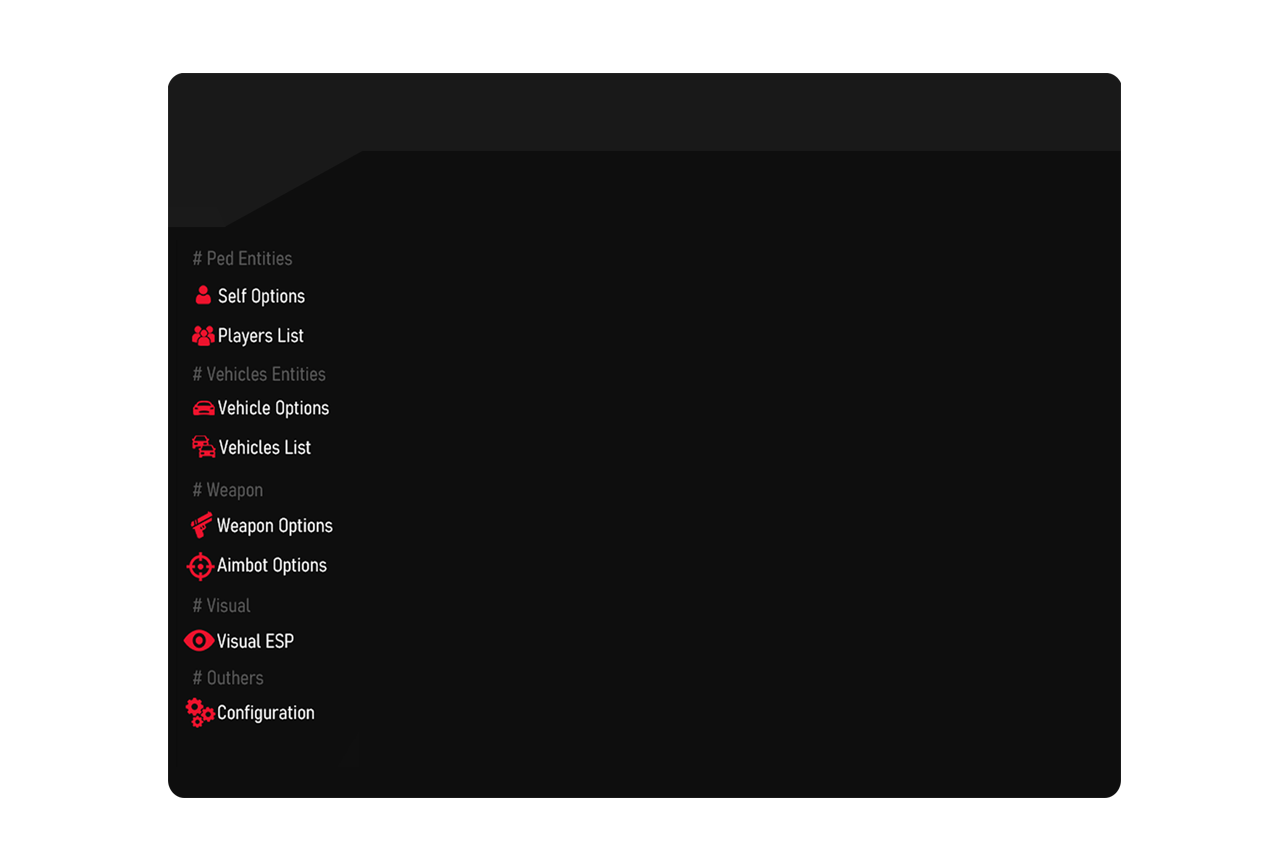 # Ped Entities
Self Options
Players List
# Vehicles Entities
Vehicle Options
Vehicles List
# Weapon
Weapon Options
Aimbot Options
# Visual
Visual ESP
# Outhers
Configuration